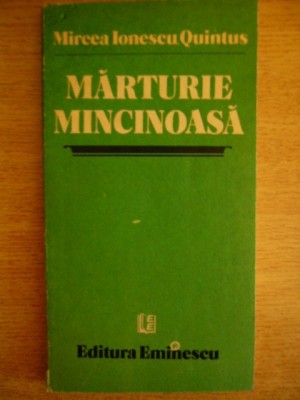 Mircea Ionescu Quintus
MĂRTURIE
MINCINOASĂ
Editura Eminescu